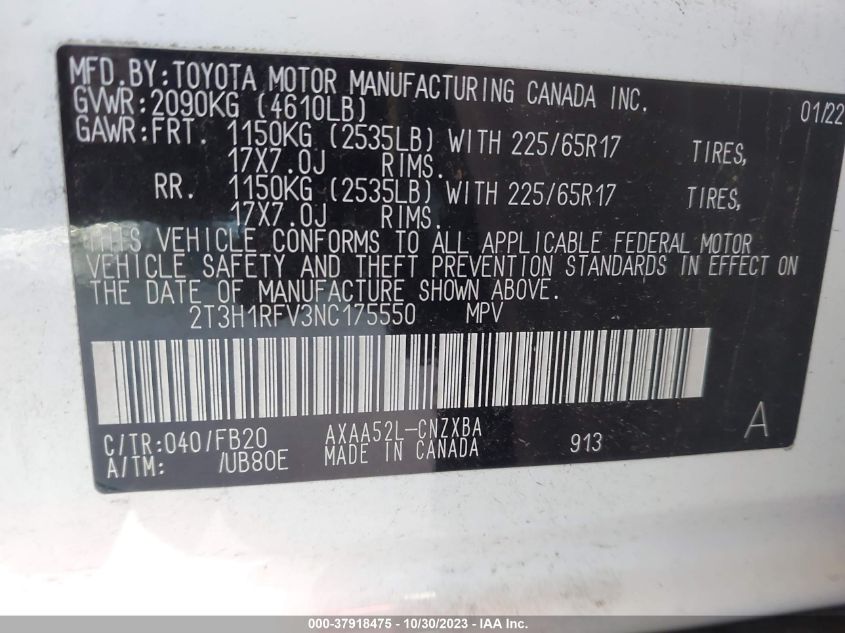 MFD.BY:TOYOTA MOTOR MANUFACTURING CANADA INC.
GVWR:2090KG (4610LB) 01/22
GAWR:FRT. 1150KG (2535LB) WITH 225/65R17 TIRES,
17X7.0J RIMS.
RR. 1150KG (2535LB) WITH 225/65R17 TIRES,
17X7.0J RIMS.
THIS VEHICLE CONFORMS TO ALL APPLICABLE FEDERAL MOTOR
VEHICLE SAFETY AND THEFT PREVENTION STANDARDS IN EFFECT ON
THE DATE OF MANUFACTURE SHOWN ABOVE.
2T3H1RFV3NC175550 MPV
C/TR:040/FB20 AXAA52L-CNZXBA A
A/TM: /UB80E MADE IN CANADA 913
000-37918475 - 10/30/2023 - IAA Inc.